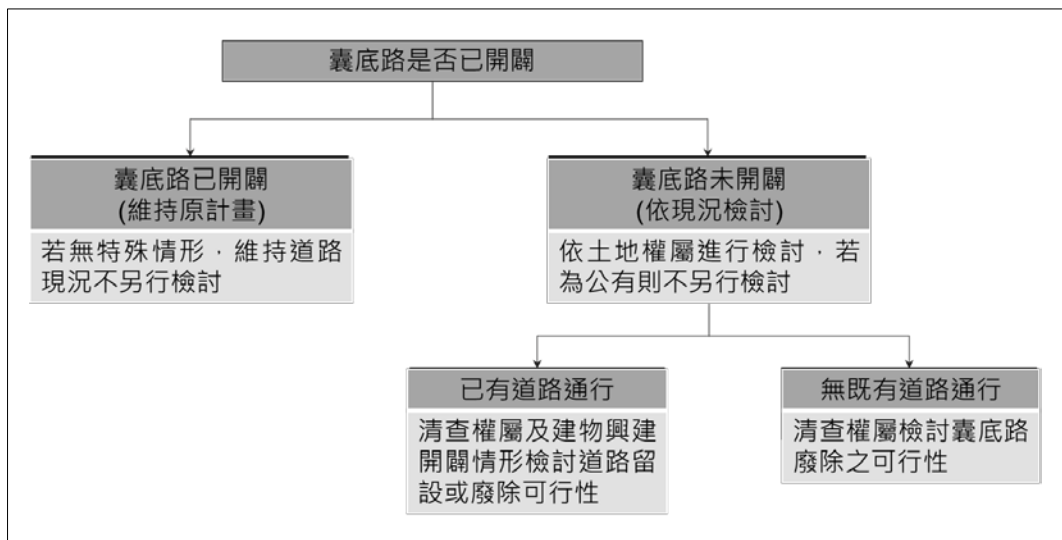 囊底路是否已開闢
囊底路已開闢
(維持原計畫)
若無特殊情形，維持道路
現況不另行檢討
囊底路未開闢
(依現況檢討)
依土地權屬進行檢討，若
為公有則不另行檢討
已有道路通行
清查權屬及建物興建
開闢情形檢討道路留
設或廢除可行性
無既有道路通行
清查權屬檢討囊底路
廢除之可行性